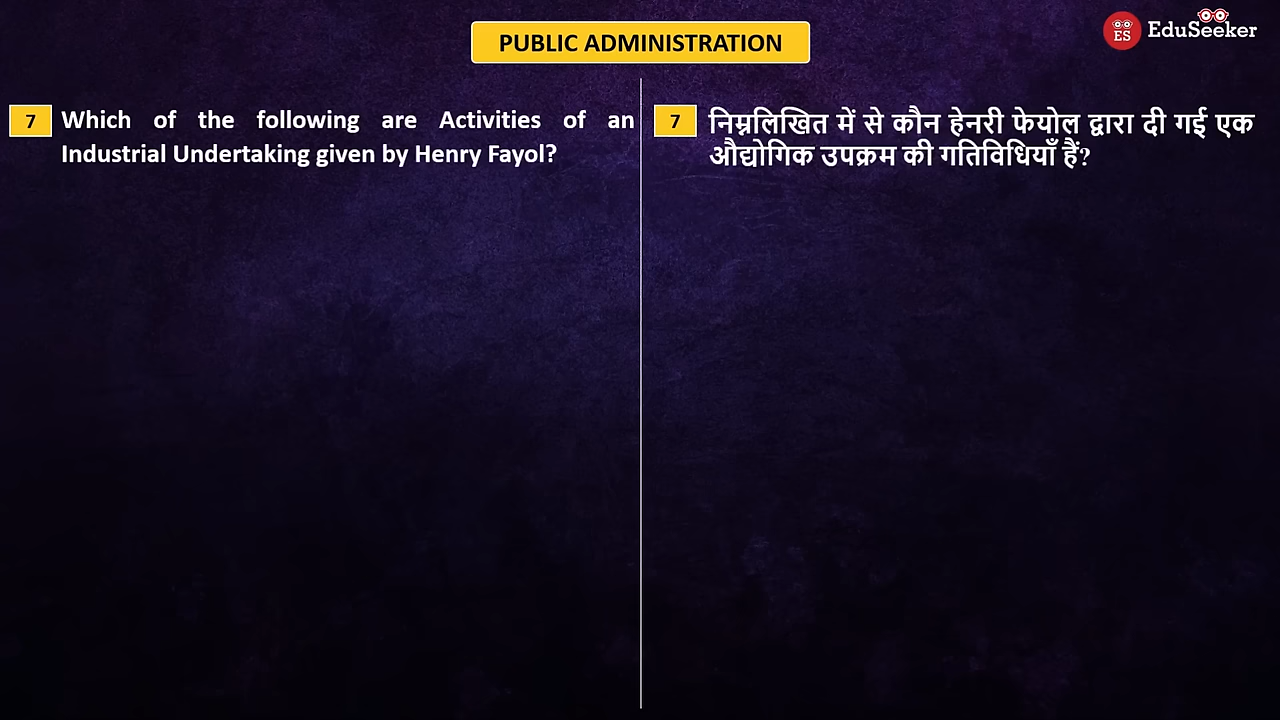 PUBLIC ADMINISTRATION
ES EduSeeker
7 Which of the following are Activities of an
Industrial Undertaking given by Henry Fayol?
7 निम्नलिखित में से कौन हेनरी फेयोल द्वारा दी गई एक
औद्योगिक उपक्रम की गतिविधियाँ हैं?